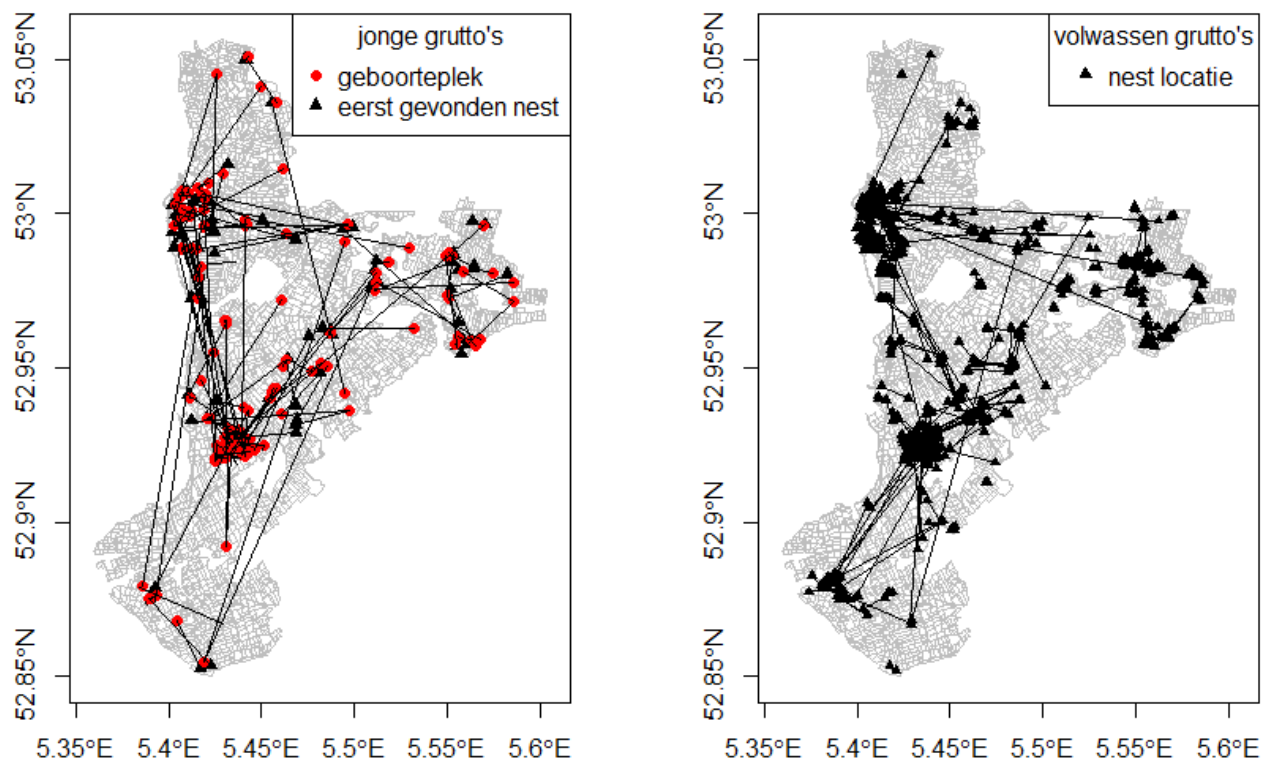 jonge grutto's
geboorteplek
eerst gevonden nest
53.05°N
53°N
52.95°N
52.9°N
52.85°N
5.35°E 5.4°E 5.45°E 5.5°E 5.55°E 5.6°E
volwassen grutto's
nest locatie
53.05°N
53°N
52.95°N
52.9°N
52.85°N
5.35°E 5.4°E 5.45°E 5.5°E 5.55°E 5.6°E